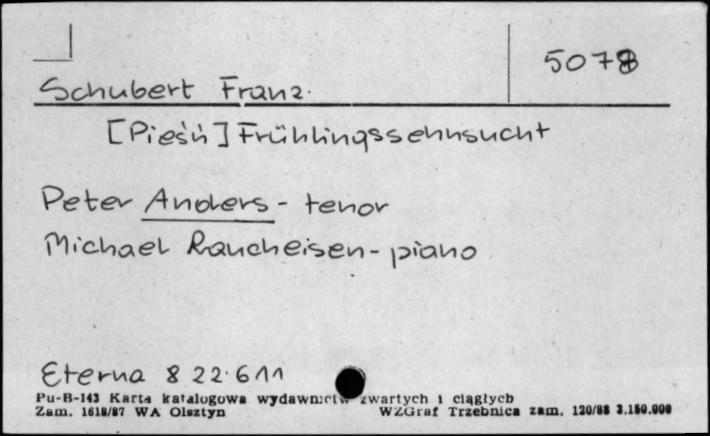 5078
Schubert Franz.
[Pieśń] Frühlingssehnsucht
Peter Anders - tenor
Michael Raucheisen - piano
Eterna 8 22.611
Pu-B-143 Karta katalogowa wydawnictw zwartych i ciągłych
Zam. 1618/87 WA Olsztyn WZGraf Trzebnica zam. 120/88 3.150.000